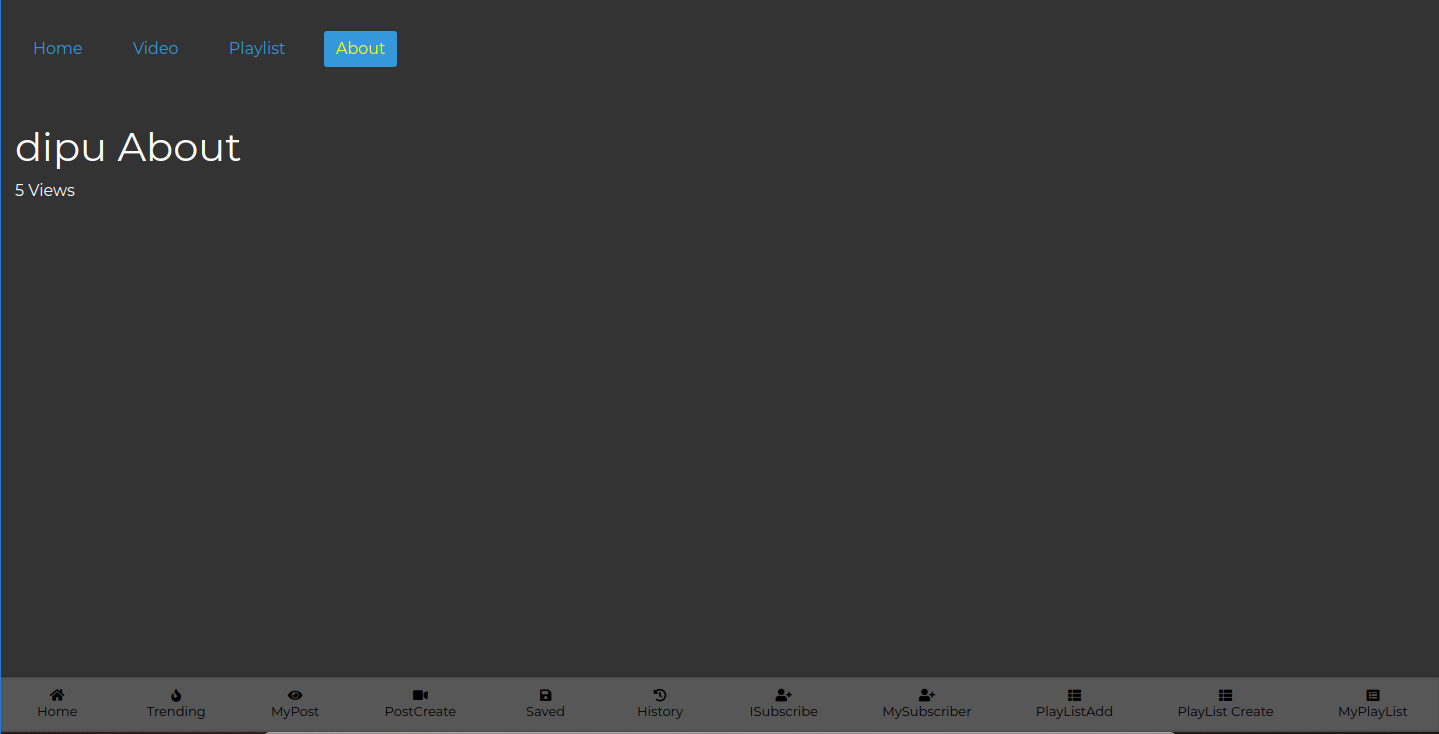 Home Video Playlist About
dipu About
5 Views
Home Trending MyPost PostCreate Saved History ISubscribe MySubscriber PlayListAdd PlayList Create MyPlayList